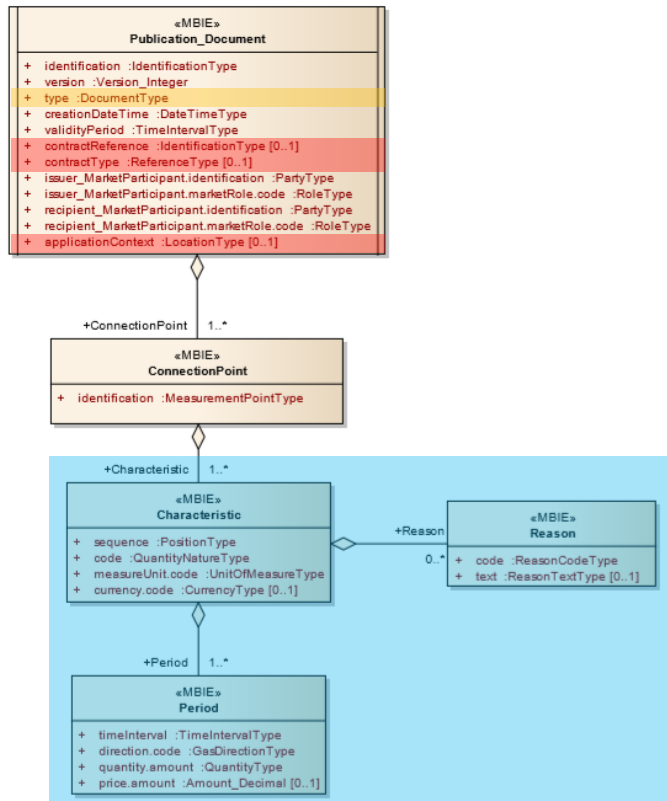 «MBIE»
Publication_Document
+ identification :IdentificationType
+ version :Version_Integer
+ type :DocumentType
+ creationDateTime :DateTimeType
+ validityPeriod :TimeIntervalType
+ contractReference :IdentificationType [0..1]
+ contractType :ReferenceType [0..1]
+ issuer_MarketParticipant.identification :PartyType
+ issuer_MarketParticipant.marketRole.code :RoleType
+ recipient_MarketParticipant.identification :PartyType
+ recipient_MarketParticipant.marketRole.code :RoleType
+ applicationContext :LocationType [0..1]
+ConnectionPoint 1..*
«MBIE»
ConnectionPoint
+ identification :MeasurementPointType
+Characteristic 1..*
«MBIE»
Characteristic
+ sequence :PositionType
+ code :QuantityNatureType
+ measureUnit.code :UnitOfMeasureType
+ currency.code :CurrencyType [0..1]
+Reason
0..*
«MBIE»
Reason
+ code :ReasonCodeType
+ text :ReasonTextType [0..1]
+Period 1..*
«MBIE»
Period
+ timeInterval :TimeIntervalType
+ direction.code :GasDirectionType
+ quantity.amount :QuantityType
+ price.amount :Amount_Decimal [0..1]